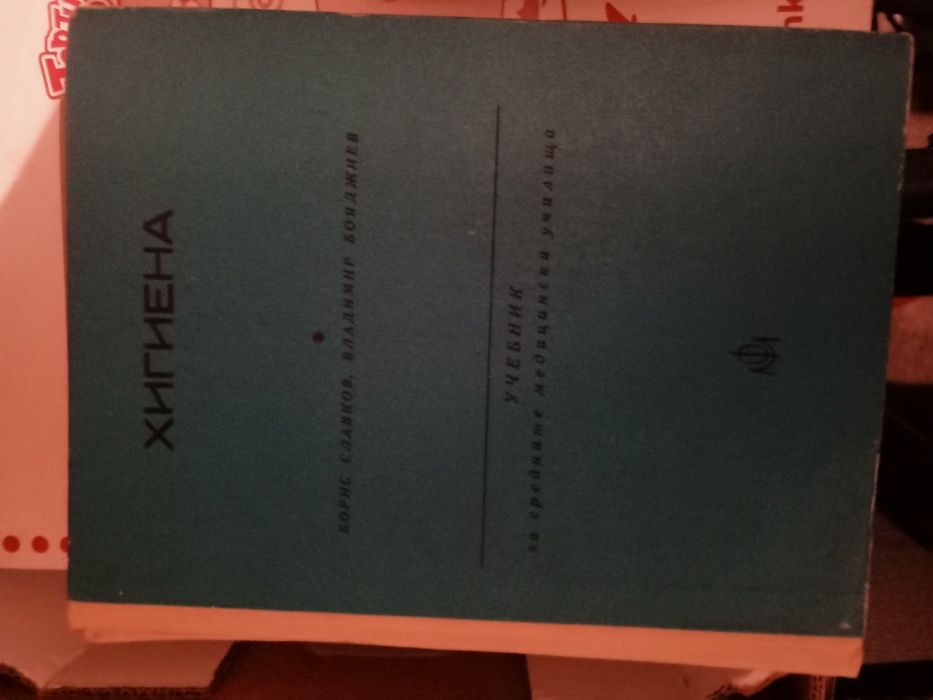 ХИГИЕНА
БОРИС СЛАВКОВ, ВЛАДИМИР БОЯДЖИЕВ
УЧЕБНИК
за средните медицински училища